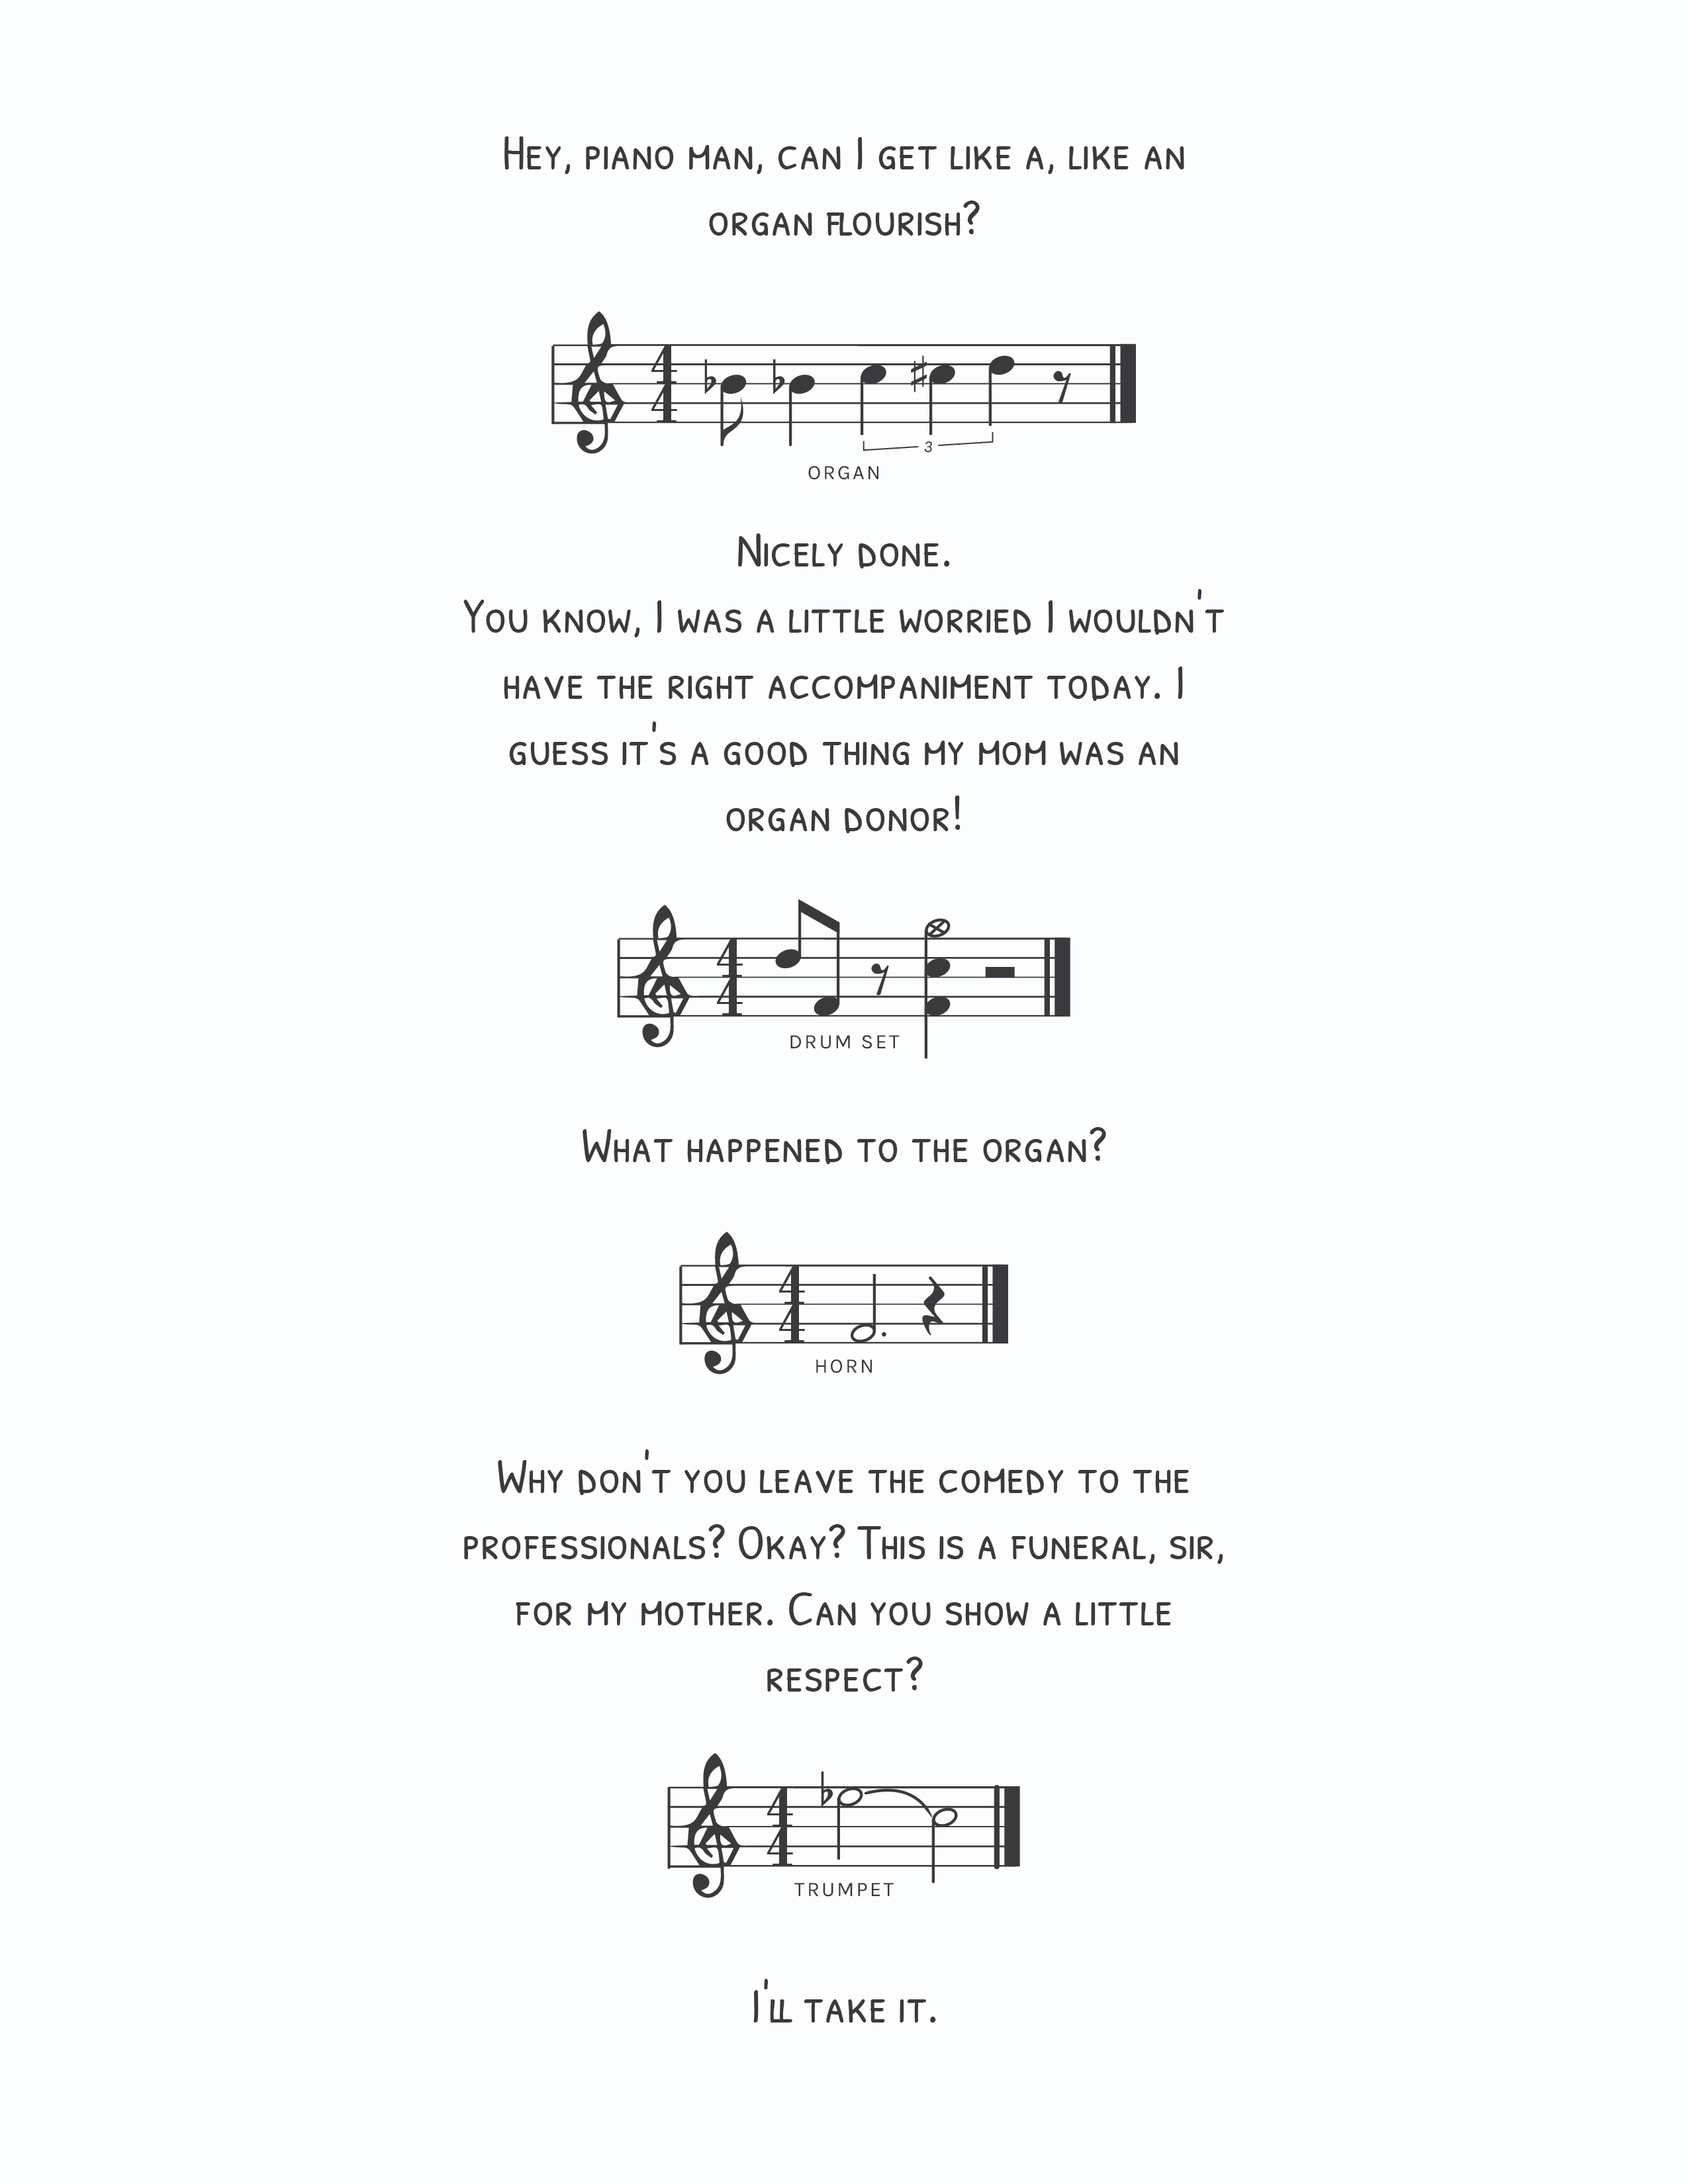 Hey, piano man, can I get like a, like an
organ flourish?
4
4
3
ORGAN
Nicely done.
You know, I was a little worried I wouldn't
have the right accompaniment today. I
guess it's a good thing my mom was an
organ donor!
4
4
DRUM SET
What happened to the organ?
4
4
HORN
Why don't you leave the comedy to the
professionals? Okay? This is a funeral, sir,
for my mother. Can you show a little
respect?
4
4
TRUMPET
I'll take it.